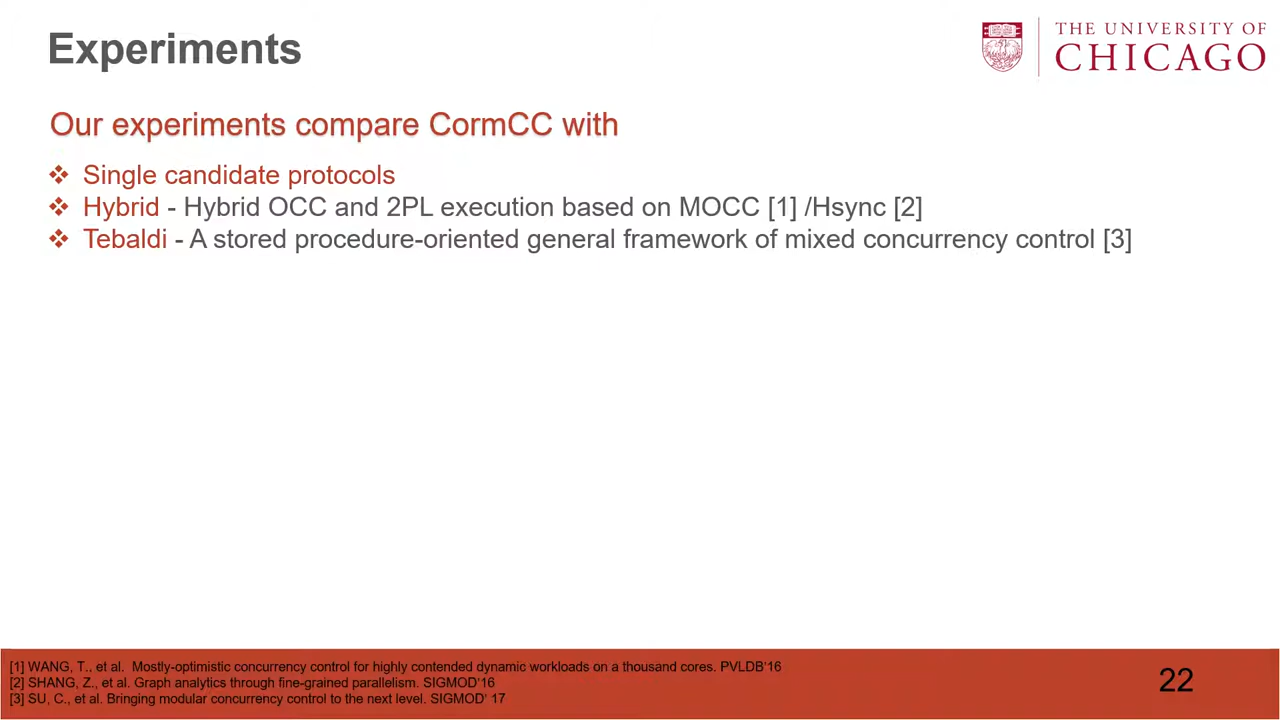 Experiments
THE UNIVERSITY OF
CHICAGO
Our experiments compare CormCC with
❖ Single candidate protocols
❖ Hybrid - Hybrid OCC and 2PL execution based on MOCC [1] /Hsync [2]
❖ Tebaldi - A stored procedure-oriented general framework of mixed concurrency control [3]
[1] WANG, T., et al.  Mostly-optimistic concurrency control for highly contended dynamic workloads on a thousand cores. PVLDB'16
[2] SHANG, Z., et al. Graph analytics through fine-grained parallelism. SIGMOD'16
[3] SU, C., et al. Bringing modular concurrency control to the next level. SIGMOD' 17
22